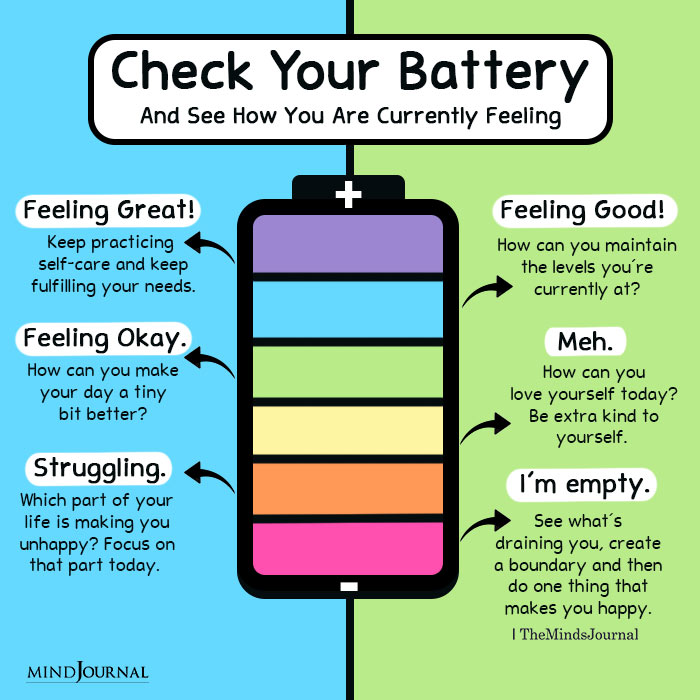 Check Your Battery
And See How You Are Currently Feeling
+
Feeling Great!
Keep practicing
self-care and keep
fulfilling your needs.
Feeling Good!
How can you maintain
the levels you´re
currently at?
Feeling Okay.
How can you make
your day a tiny
bit better?
Meh.
How can you
love yourself today?
Be extra kind to
yourself.
Struggling.
Which part of your
life is making you
unhappy? Focus on
that part today.
I´m empty.
See what´s
draining you, create
a boundary and then
do one thing that
makes you happy.
| TheMindsJournal
-
MINDJOURNAL